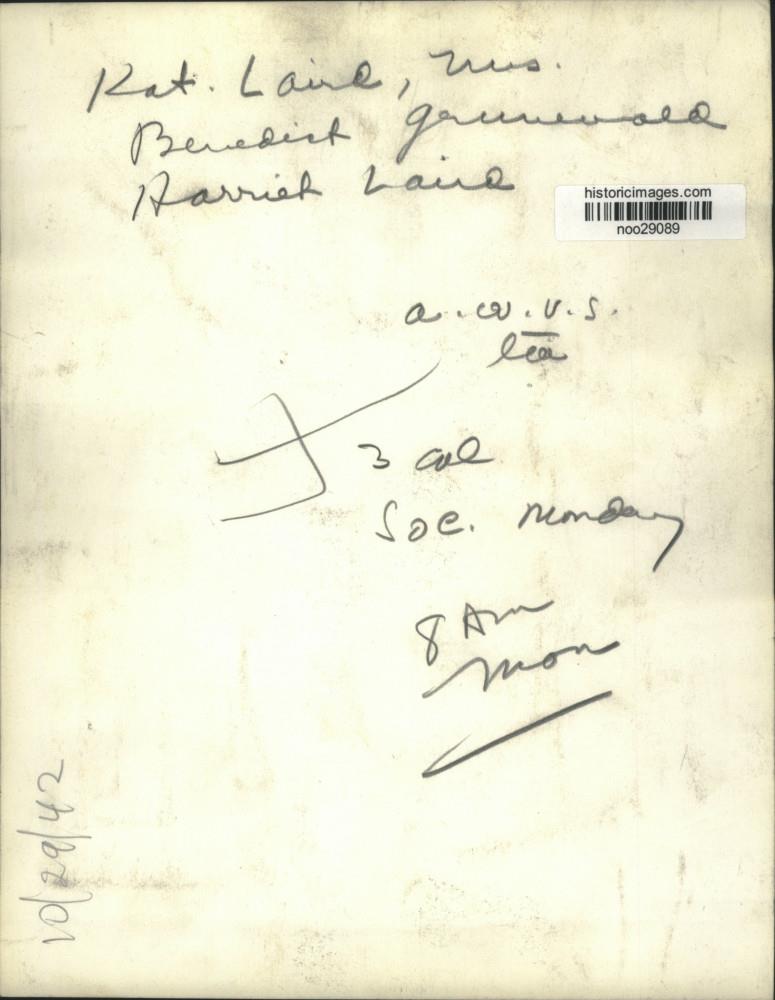 Kat. Laird, Mrs.
Benedict Grunewald
Harriet Laird
historicimages.com
noo29089
a.w.v.s.
tea
3 col
Soc. Monday
8 Am
Mon
10/29/42